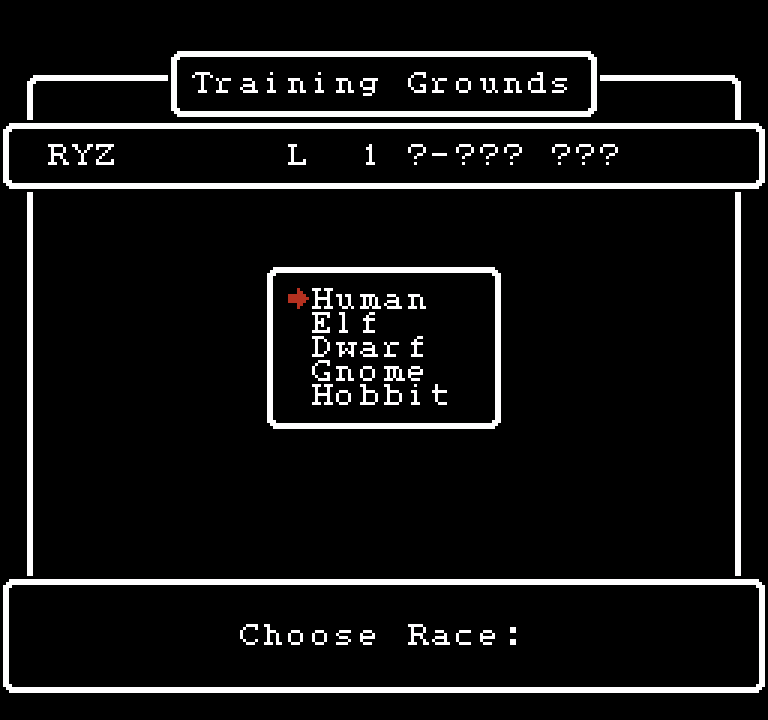 Training Grounds
RYZ L 1 ?-??? ???
Human
Elf
Dwarf
Gnome
Hobbit
Choose Race: